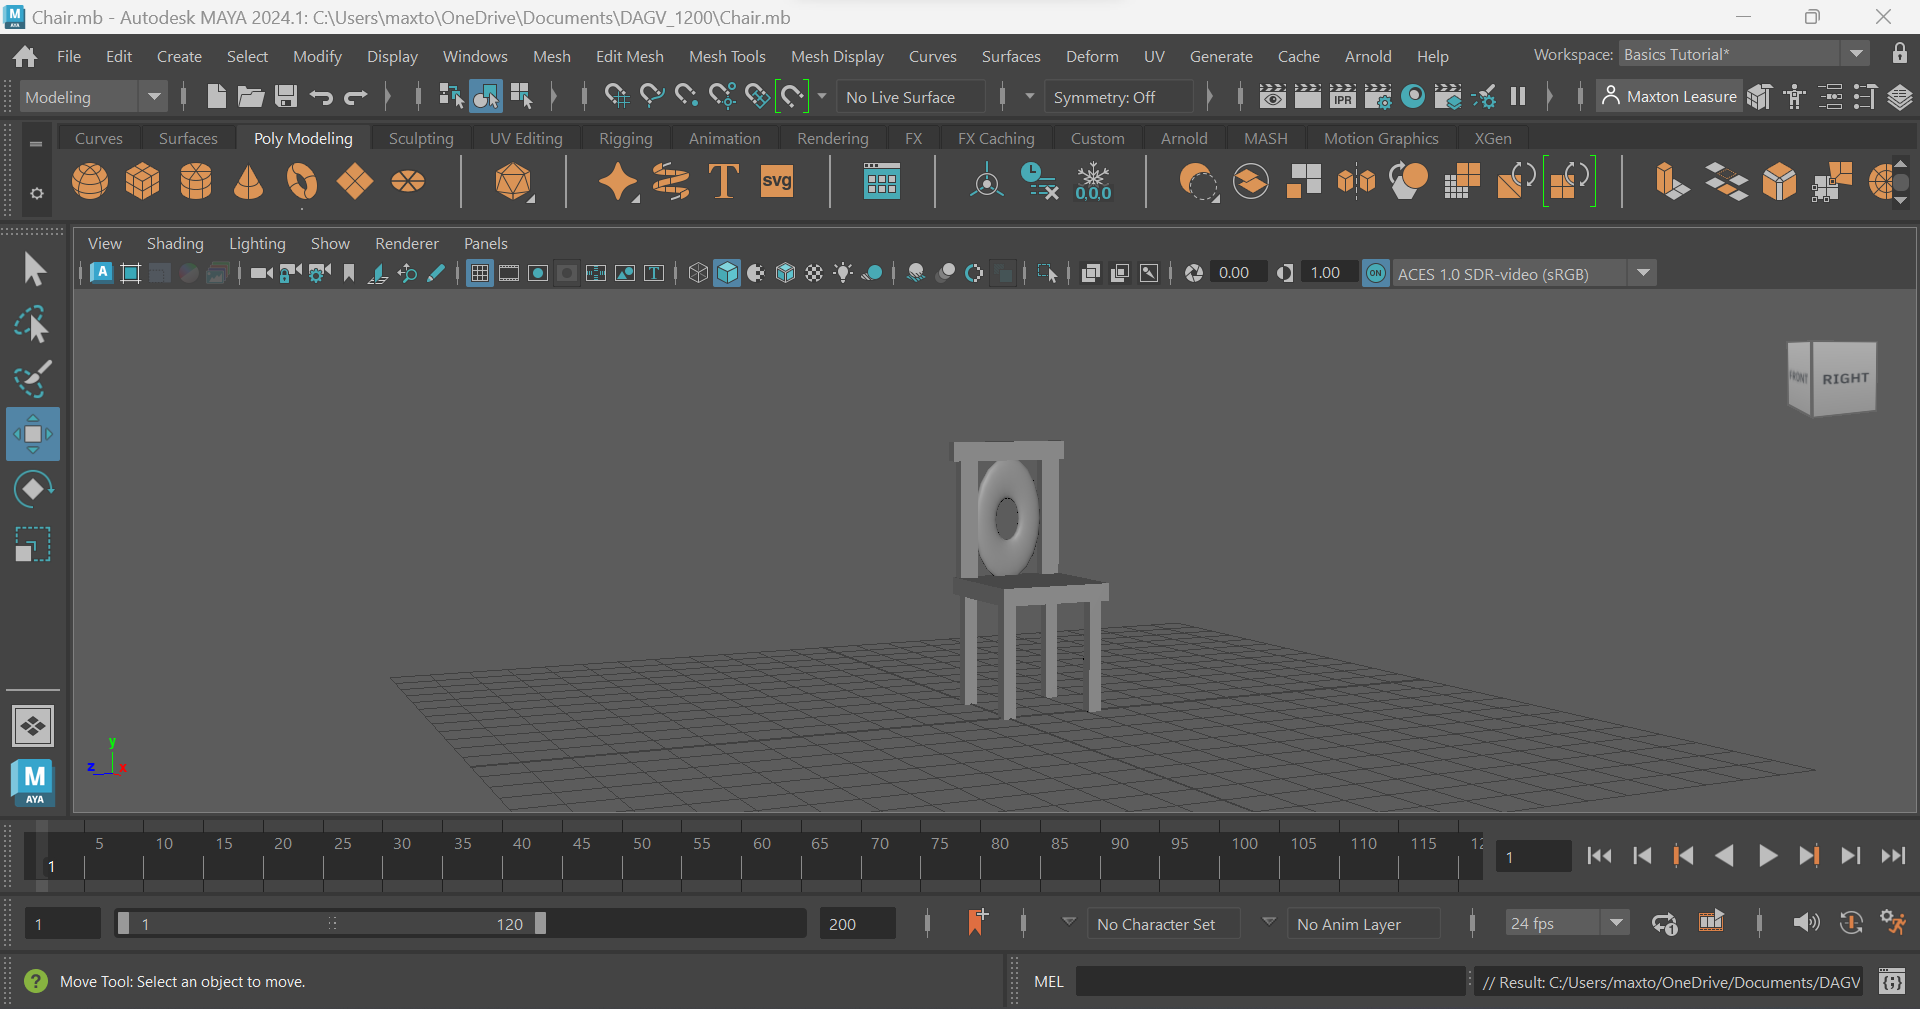 Chair.mb - Autodesk MAYA 2024.1: C:\Users\maxto\OneDrive\Documents\DAGV_1200\Chair.mb
File Edit Create Select Modify Display Windows Mesh Edit Mesh Mesh Tools Mesh Display Curves Surfaces Deform UV Generate Cache Arnold Help Workspace: Basics Tutorial*
Modeling No Live Surface Symmetry: Off IPR Maxton Leasure
Curves Surfaces Poly Modeling Sculpting UV Editing Rigging Animation Rendering FX FX Caching Custom Arnold MASH Motion Graphics XGen
T svg 0,0,0
View Shading Lighting Show Renderer Panels
A T 0.00 1.00 ON ACES 1.0 SDR-video (sRGB)
FRONT RIGHT
y
z x
M
AYA
5 10 15 20 25 30 35 40 45 50 55 60 65 70 75 80 85 90 95 100 105 110 115 12
1 1
1 1 120 200 No Character Set No Anim Layer 24 fps
? Move Tool: Select an object to move. MEL // Result: C:/Users/maxto/OneDrive/Documents/DAGV